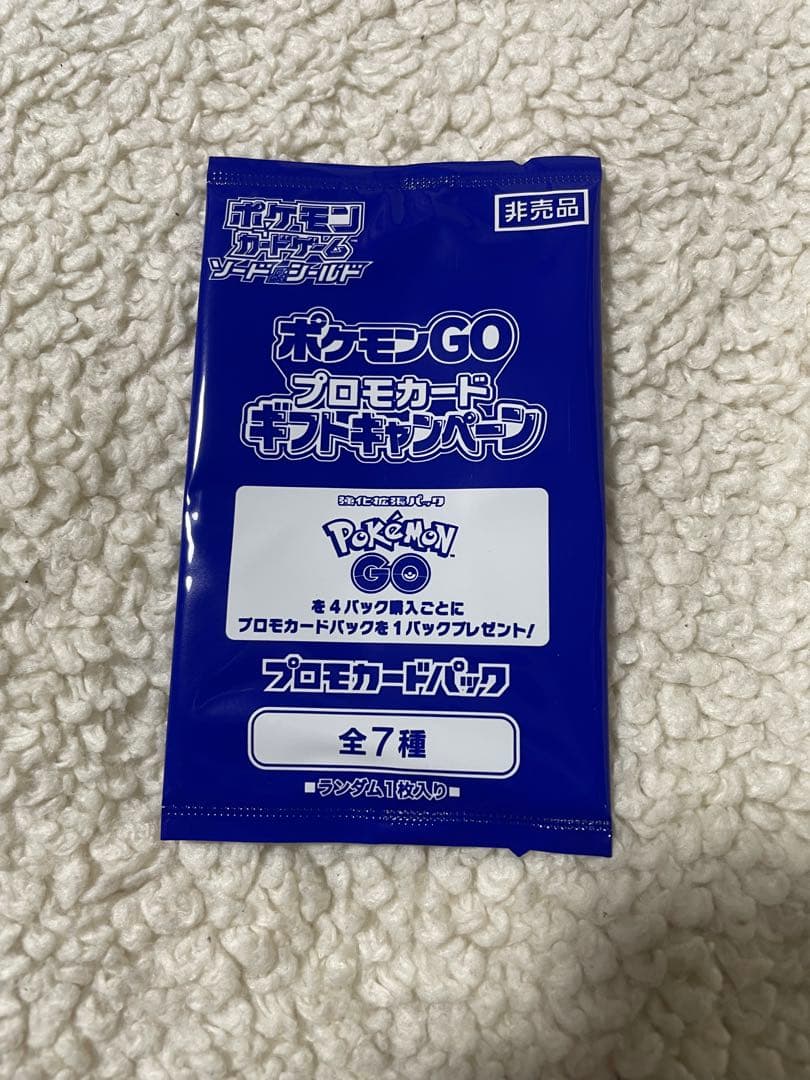 ポケモン
カードゲーム
ソード&シールド
非売品
ポケモンGO
プロモカード
ギフトキャンペーン
強化拡張パック
POKÉMON™
GO
を4パック購入ごとに
プロモカードパックを1パックプレゼント!
プロモカードパック
全7種
■ランダム1枚入り■